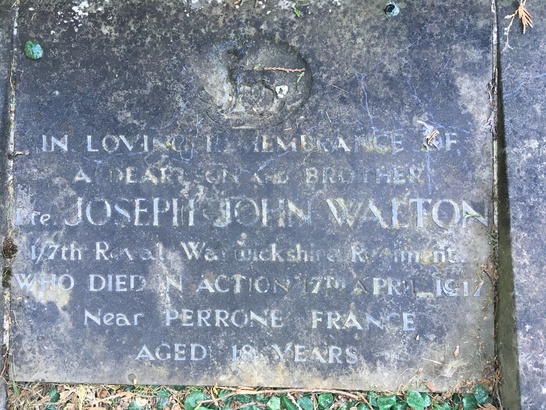 IN LOVING REMEMBRANCE OF
A DEAR SON AND BROTHER
Pte. JOSEPH JOHN WALTON
1/7th Royal Warwickshire Regiment
WHO DIED IN ACTION 17TH APRIL 1917
Near PERRONE FRANCE
AGED 18 YEARS